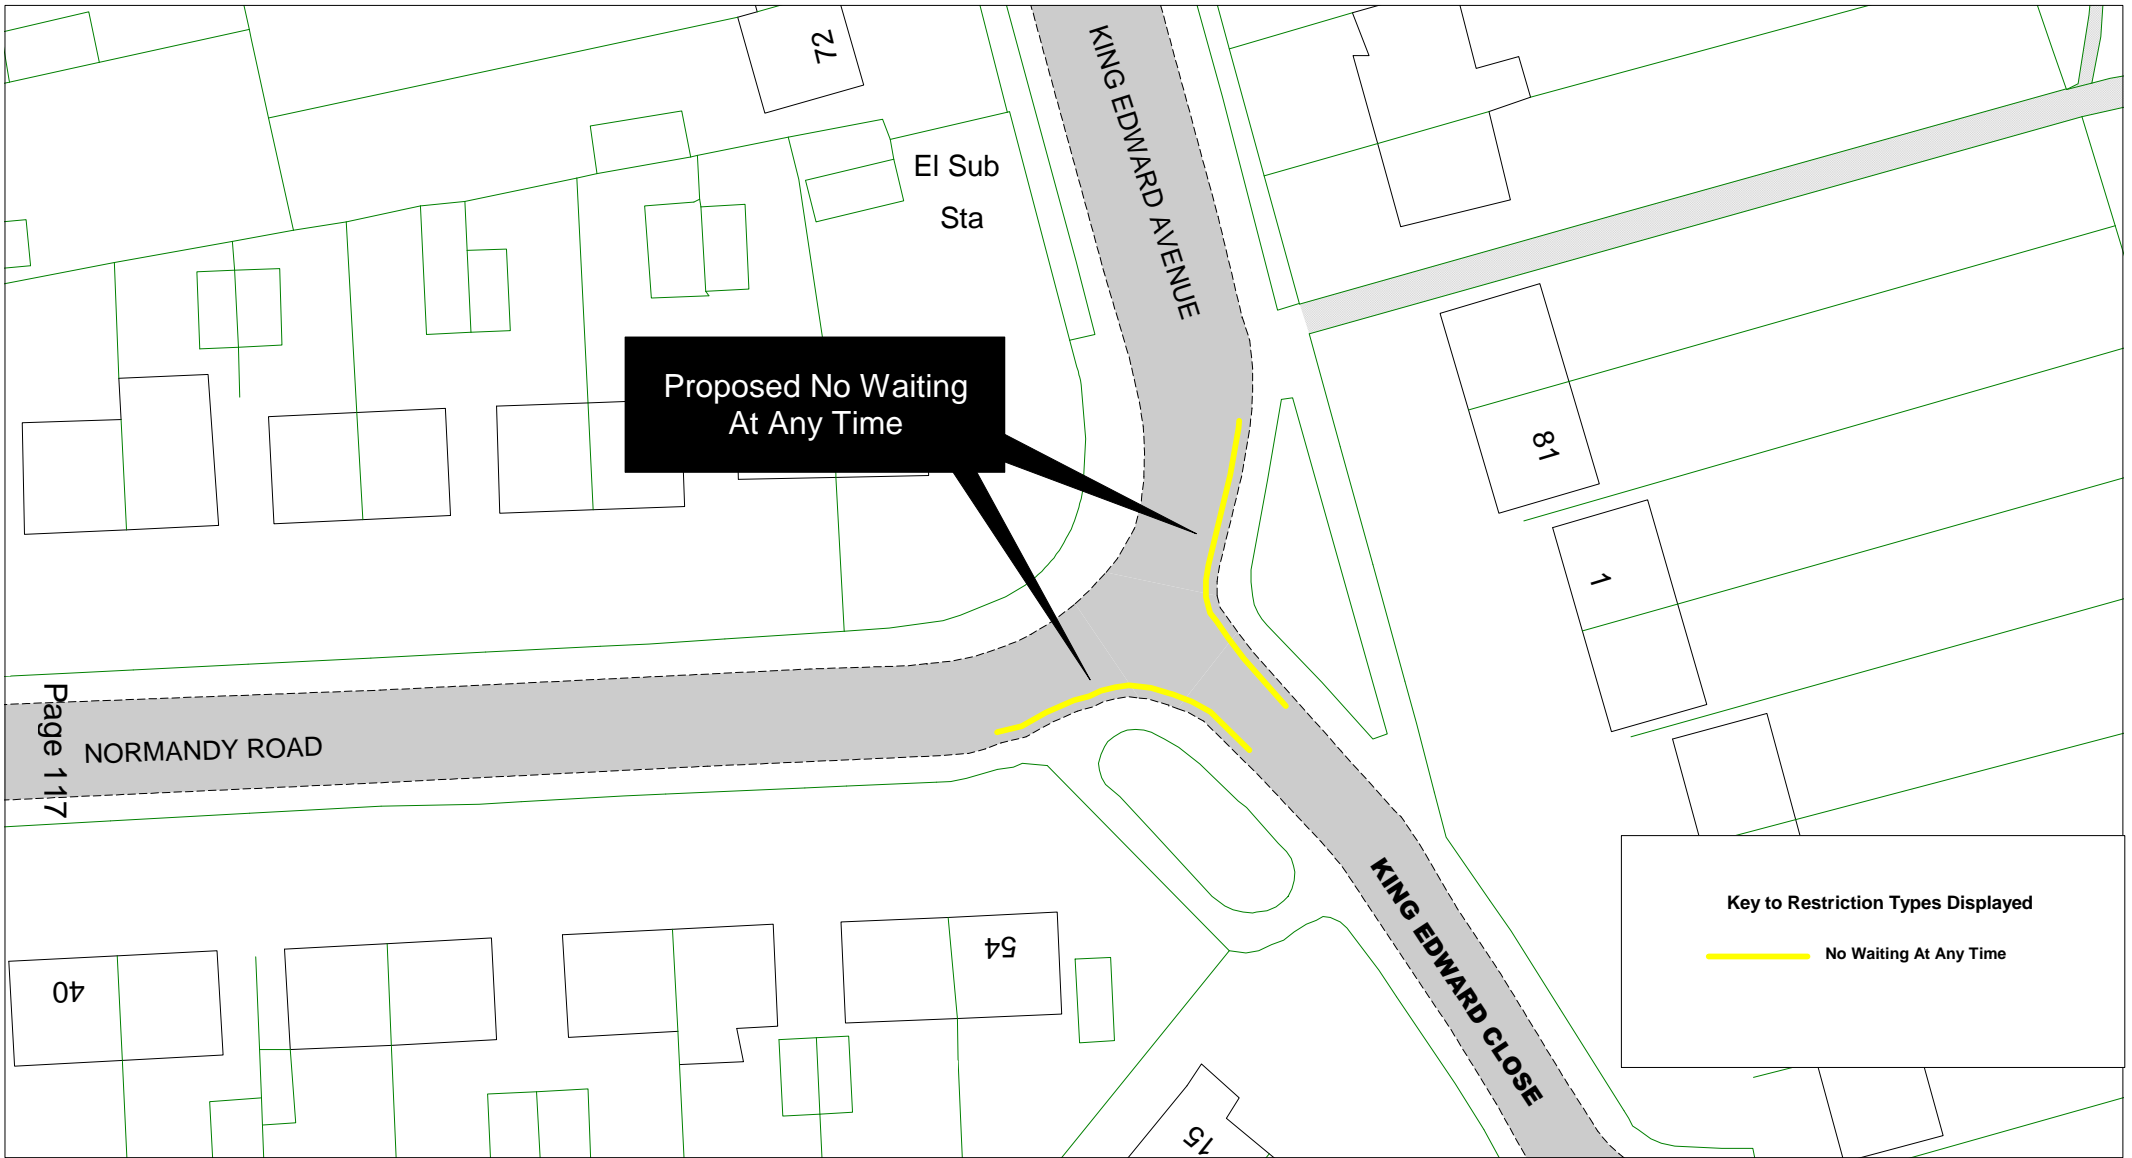 72
KING EDWARD AVENUE
El Sub
Sta
Proposed No Waiting
At Any Time
81
1
Page 117
NORMANDY ROAD
KING EDWARD CLOSE
Key to Restriction Types Displayed
No Waiting At Any Time
54
40
15